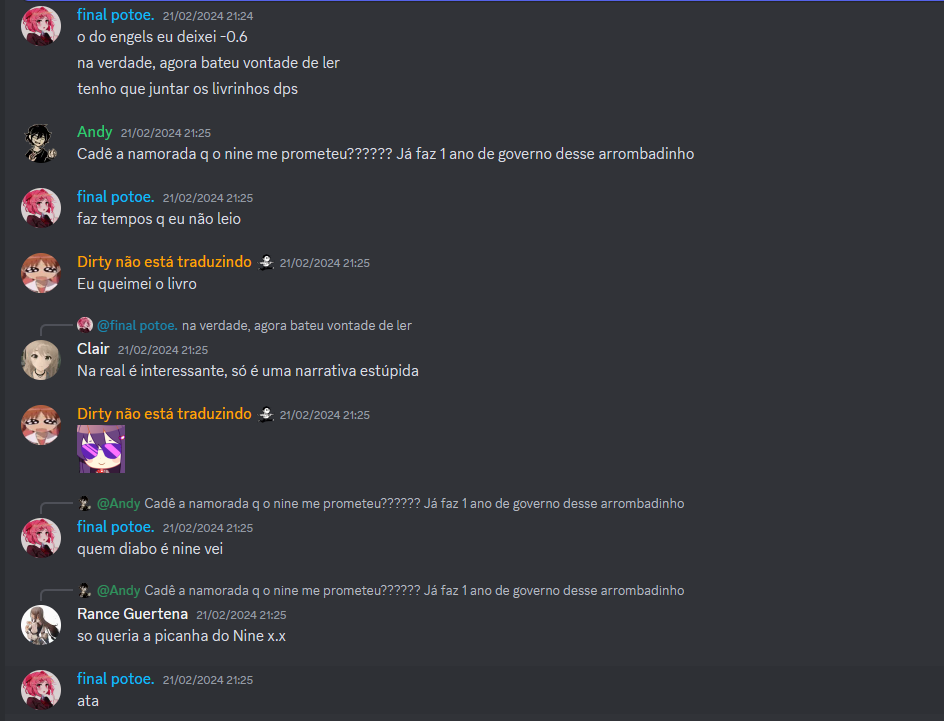 final potoe. 21/02/2024 21:24
o do engels eu deixei -0.6
na verdade, agora bateu vontade de ler
tenho que juntar os livrinhos dps
Andy 21/02/2024 21:25
Cadê a namorada q o nine me prometeu?????? Já faz 1 ano de governo desse arrombadinho
final potoe. 21/02/2024 21:25
faz tempos q eu não leio
Dirty não está traduzindo 21/02/2024 21:25
Eu queimei o livro
@final potoe. na verdade, agora bateu vontade de ler
Clair 21/02/2024 21:25
Na real é interessante, só é uma narrativa estúpida
Dirty não está traduzindo 21/02/2024 21:25
@Andy Cadê a namorada q o nine me prometeu?????? Já faz 1 ano de governo desse arrombadinho
final potoe. 21/02/2024 21:25
quem diabo é nine vei
@Andy Cadê a namorada q o nine me prometeu?????? Já faz 1 ano de governo desse arrombadinho
Rance Guertena 21/02/2024 21:25
so queria a picanha do Nine x.x
final potoe. 21/02/2024 21:25
ata